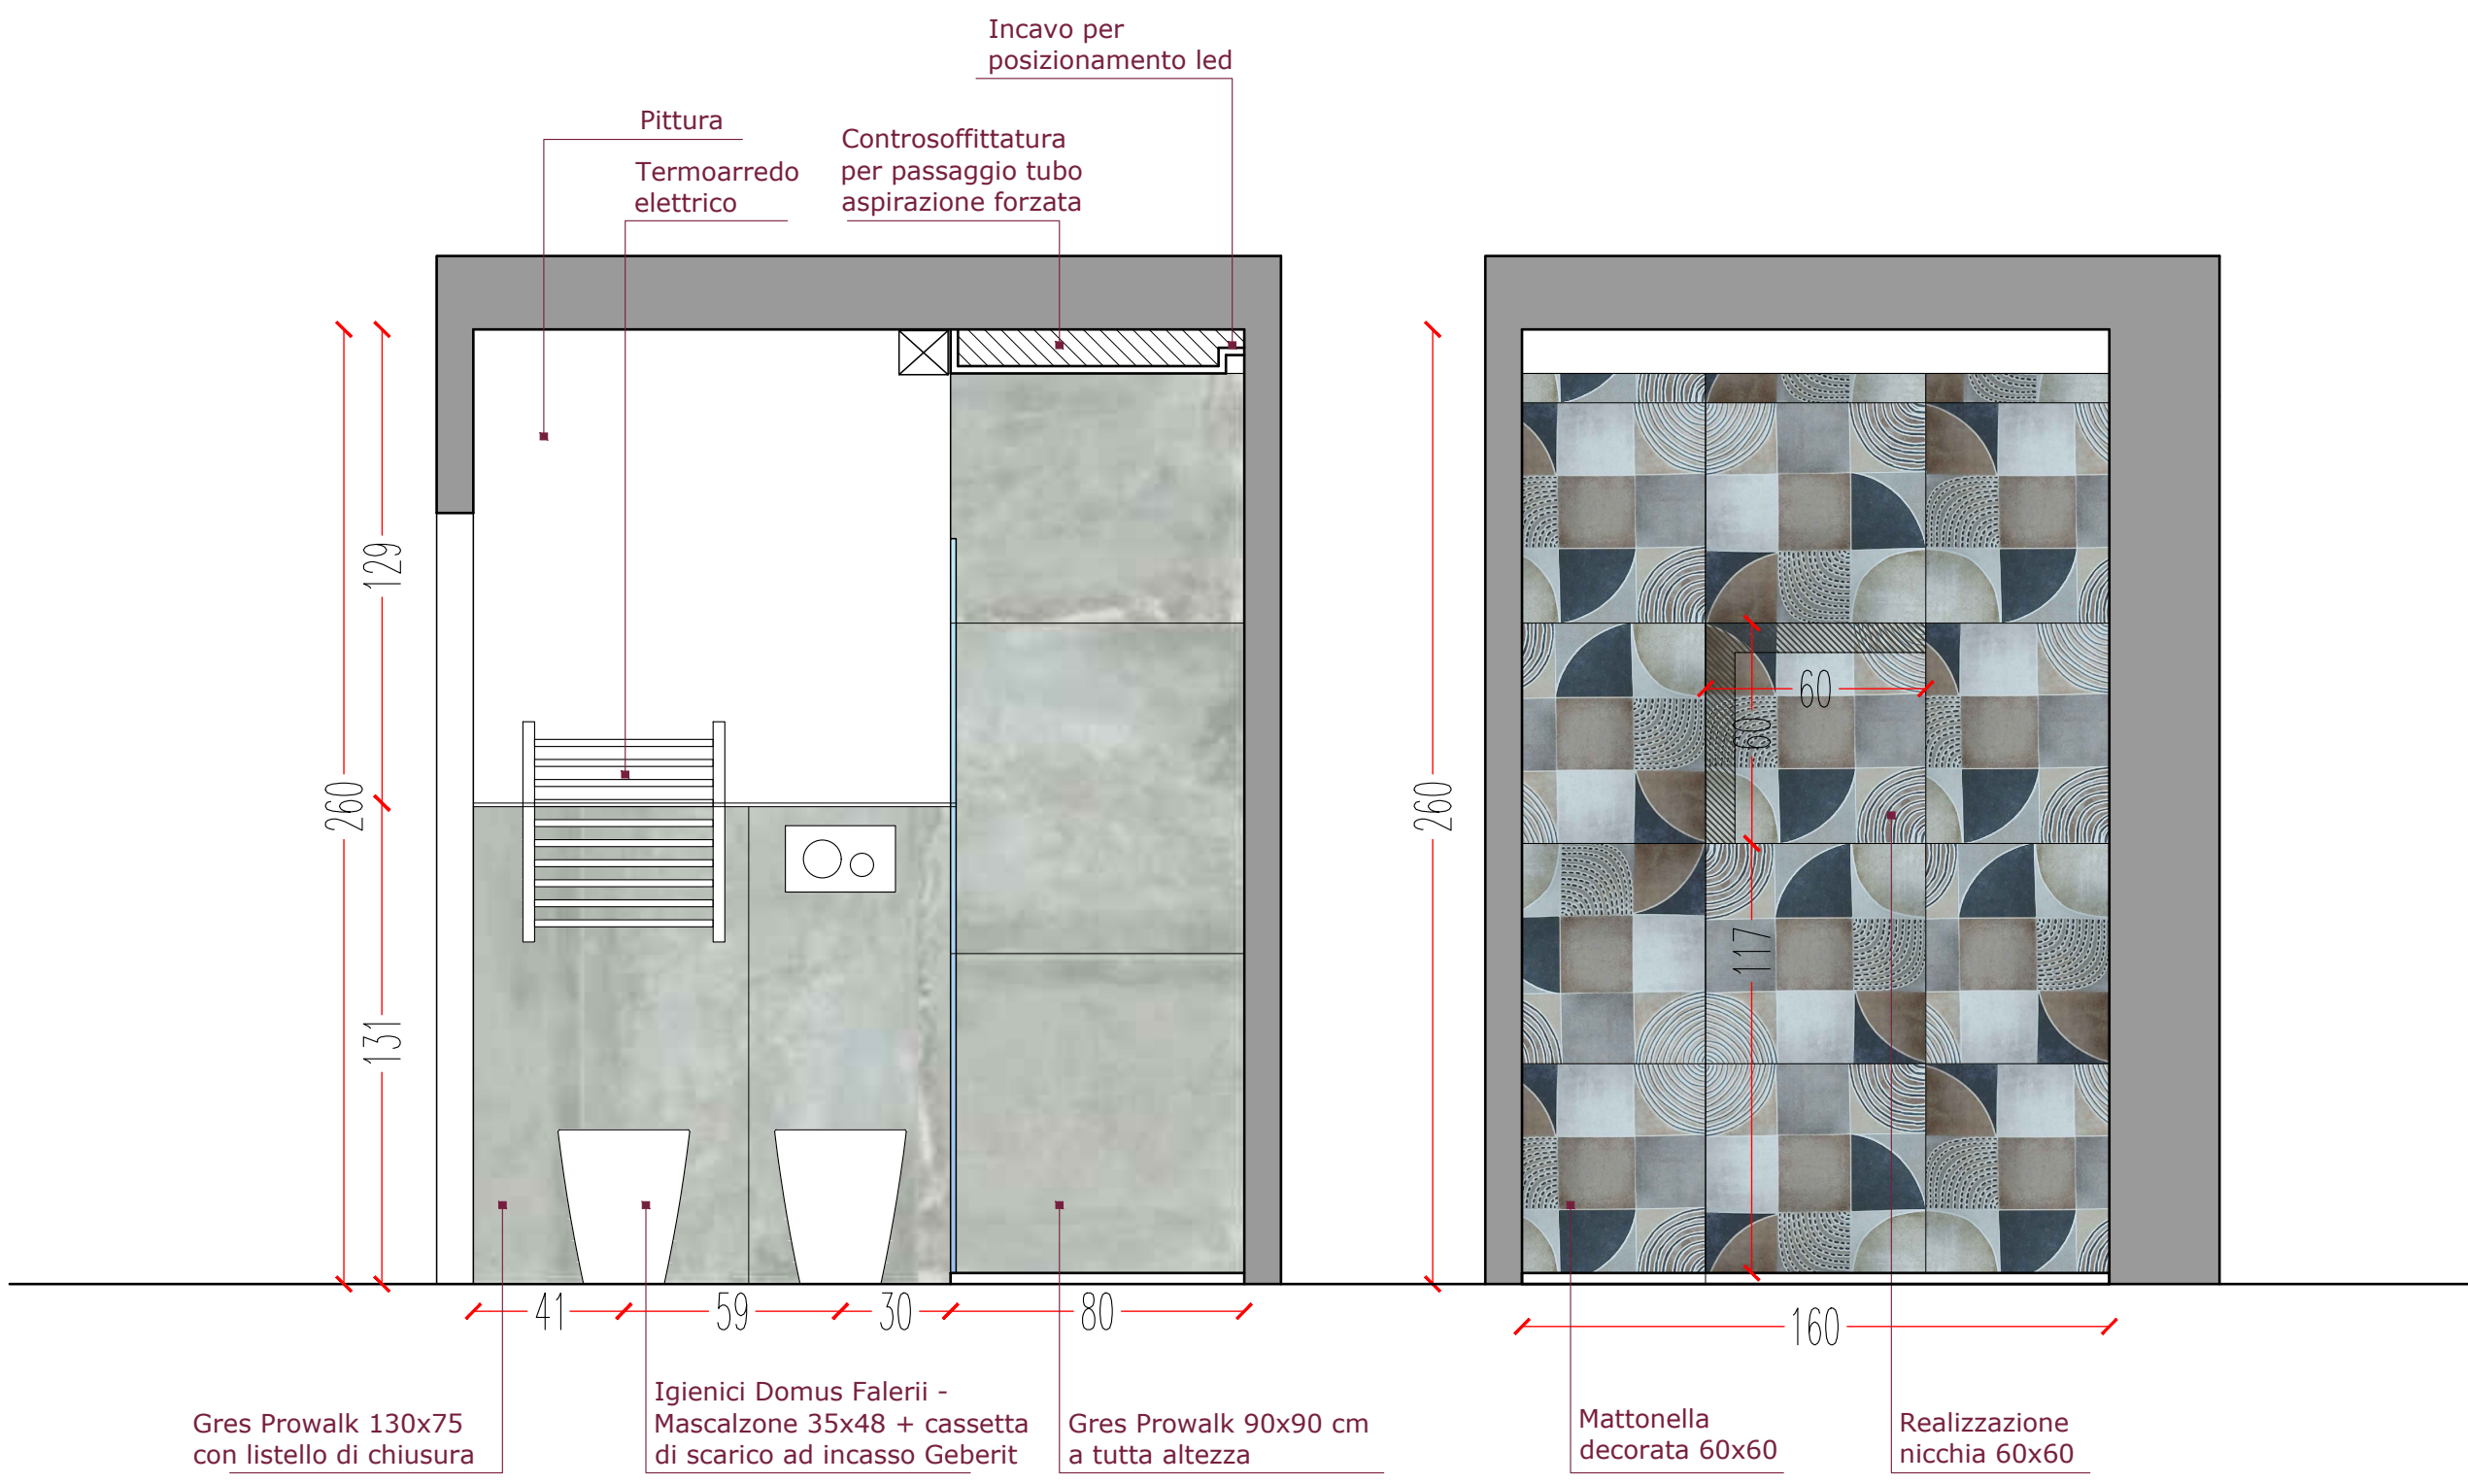 Incavo per
posizionamento led
Pittura
Controsoffittatura
per passaggio tubo
aspirazione forzata
Termoarredo
elettrico
129
260
131
260
60
60
117
41
59
30
80
160
Gres Prowalk 130x75
con listello di chiusura
Igienici Domus Falerii -
Mascalzone 35x48 + cassetta
di scarico ad incasso Geberit
Gres Prowalk 90x90 cm
a tutta altezza
Mattonella
decorata 60x60
Realizzazione
nicchia 60x60